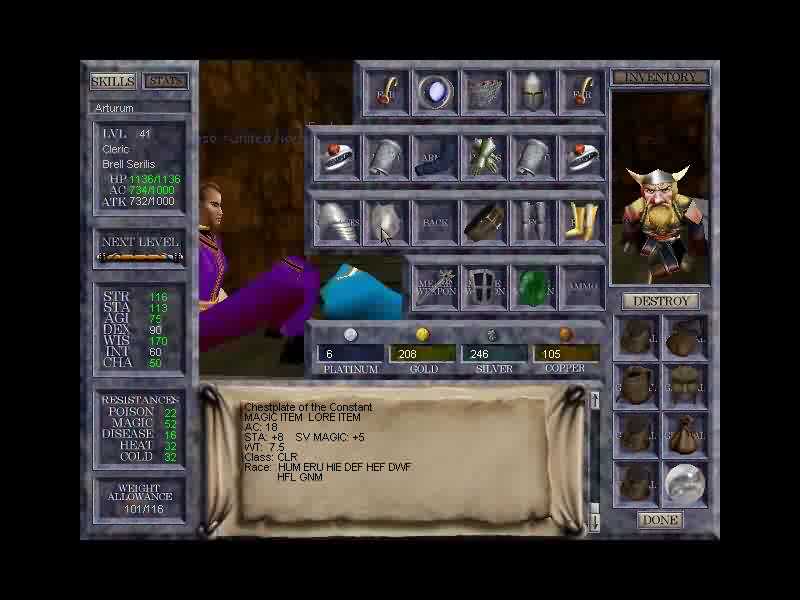 SKILLS
STATS
Arturum
LVL 41
Cleric
Brell Serilis
HP 1136/1136
AC 734/1000
ATK 732/1000
NEXT LEVEL
STR 116
STA 113
AGI 75
DEX 90
WIS 170
INT 60
CHA 50
RESISTANCES
POISON 22
MAGIC 52
DISEASE 16
HEAT 32
COLD 32
WEIGHT
ALLOWANCE
101/116
BACK
AMMO
6 208 246 105
PLATINUM GOLD SILVER COPPER
Chestplate of the Constant
MAGIC ITEM LORE ITEM
AC: 18
STA: +8 SV MAGIC: +5
WT: 7.5
Class: CLR
Race: HUM ERU HIE DEF HEF DWF
HFL GNM
INVENTORY
DESTROY
DONE